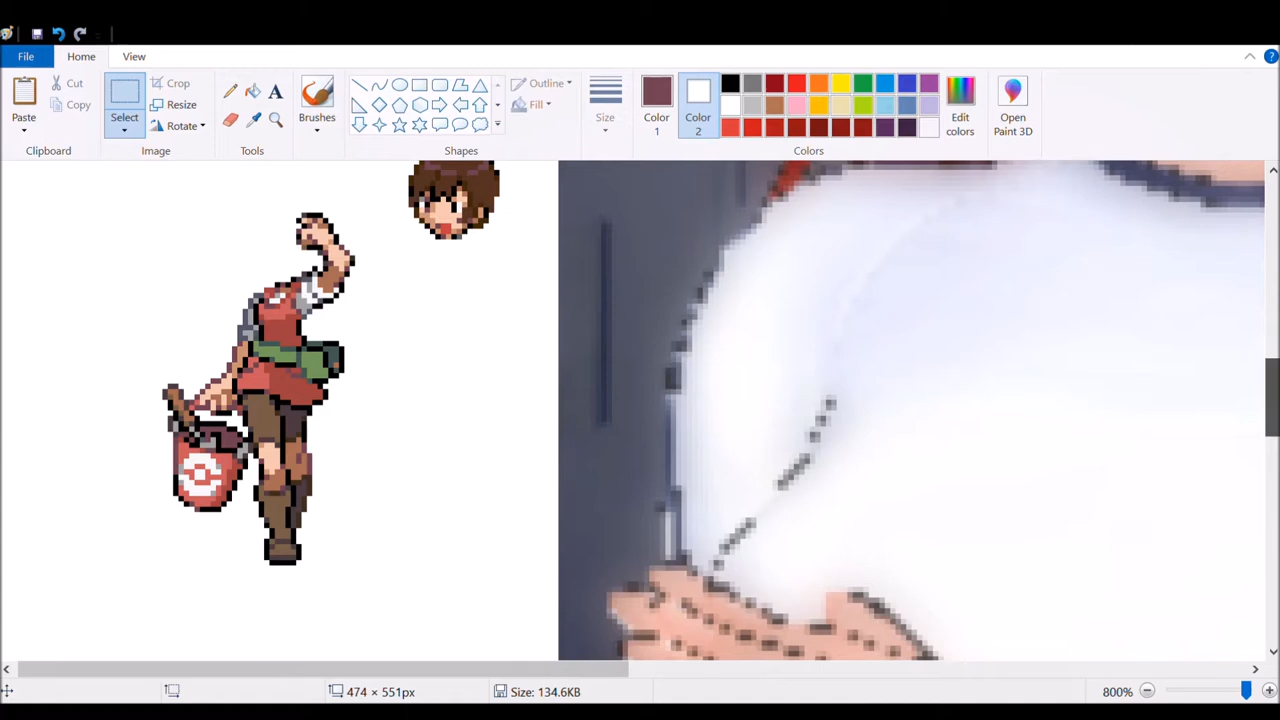 File Home View
Paste
Cut
Copy
Clipboard
Select
Crop
Resize
Rotate
Image
A
Tools
Brushes
Outline
Fill
Shapes
Size
Color 1
Color 2
Edit colors
Colors
Open Paint 3D
?
474 × 551px
Size: 134.6KB
800%